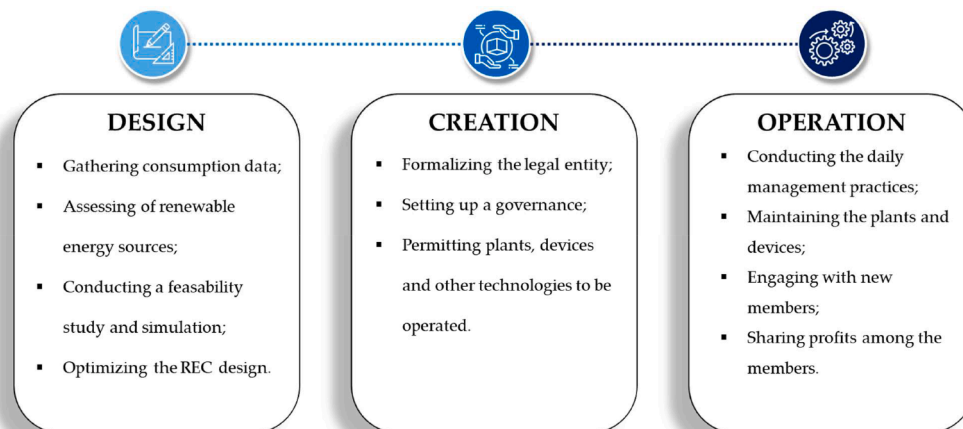 DESIGN
▪ Gathering consumption data;
▪ Assessing of renewable
energy sources;
▪ Conducting a feasability
study and simulation;
▪ Optimizing the REC design.
CREATION
▪ Formalizing the legal entity;
▪ Setting up a governance;
▪ Permitting plants, devices
and other technologies to be
operated.
OPERATION
▪ Conducting the daily
management practices;
▪ Maintaining the plants and
devices;
▪ Engaging with new
members;
▪ Sharing profits among the
members.